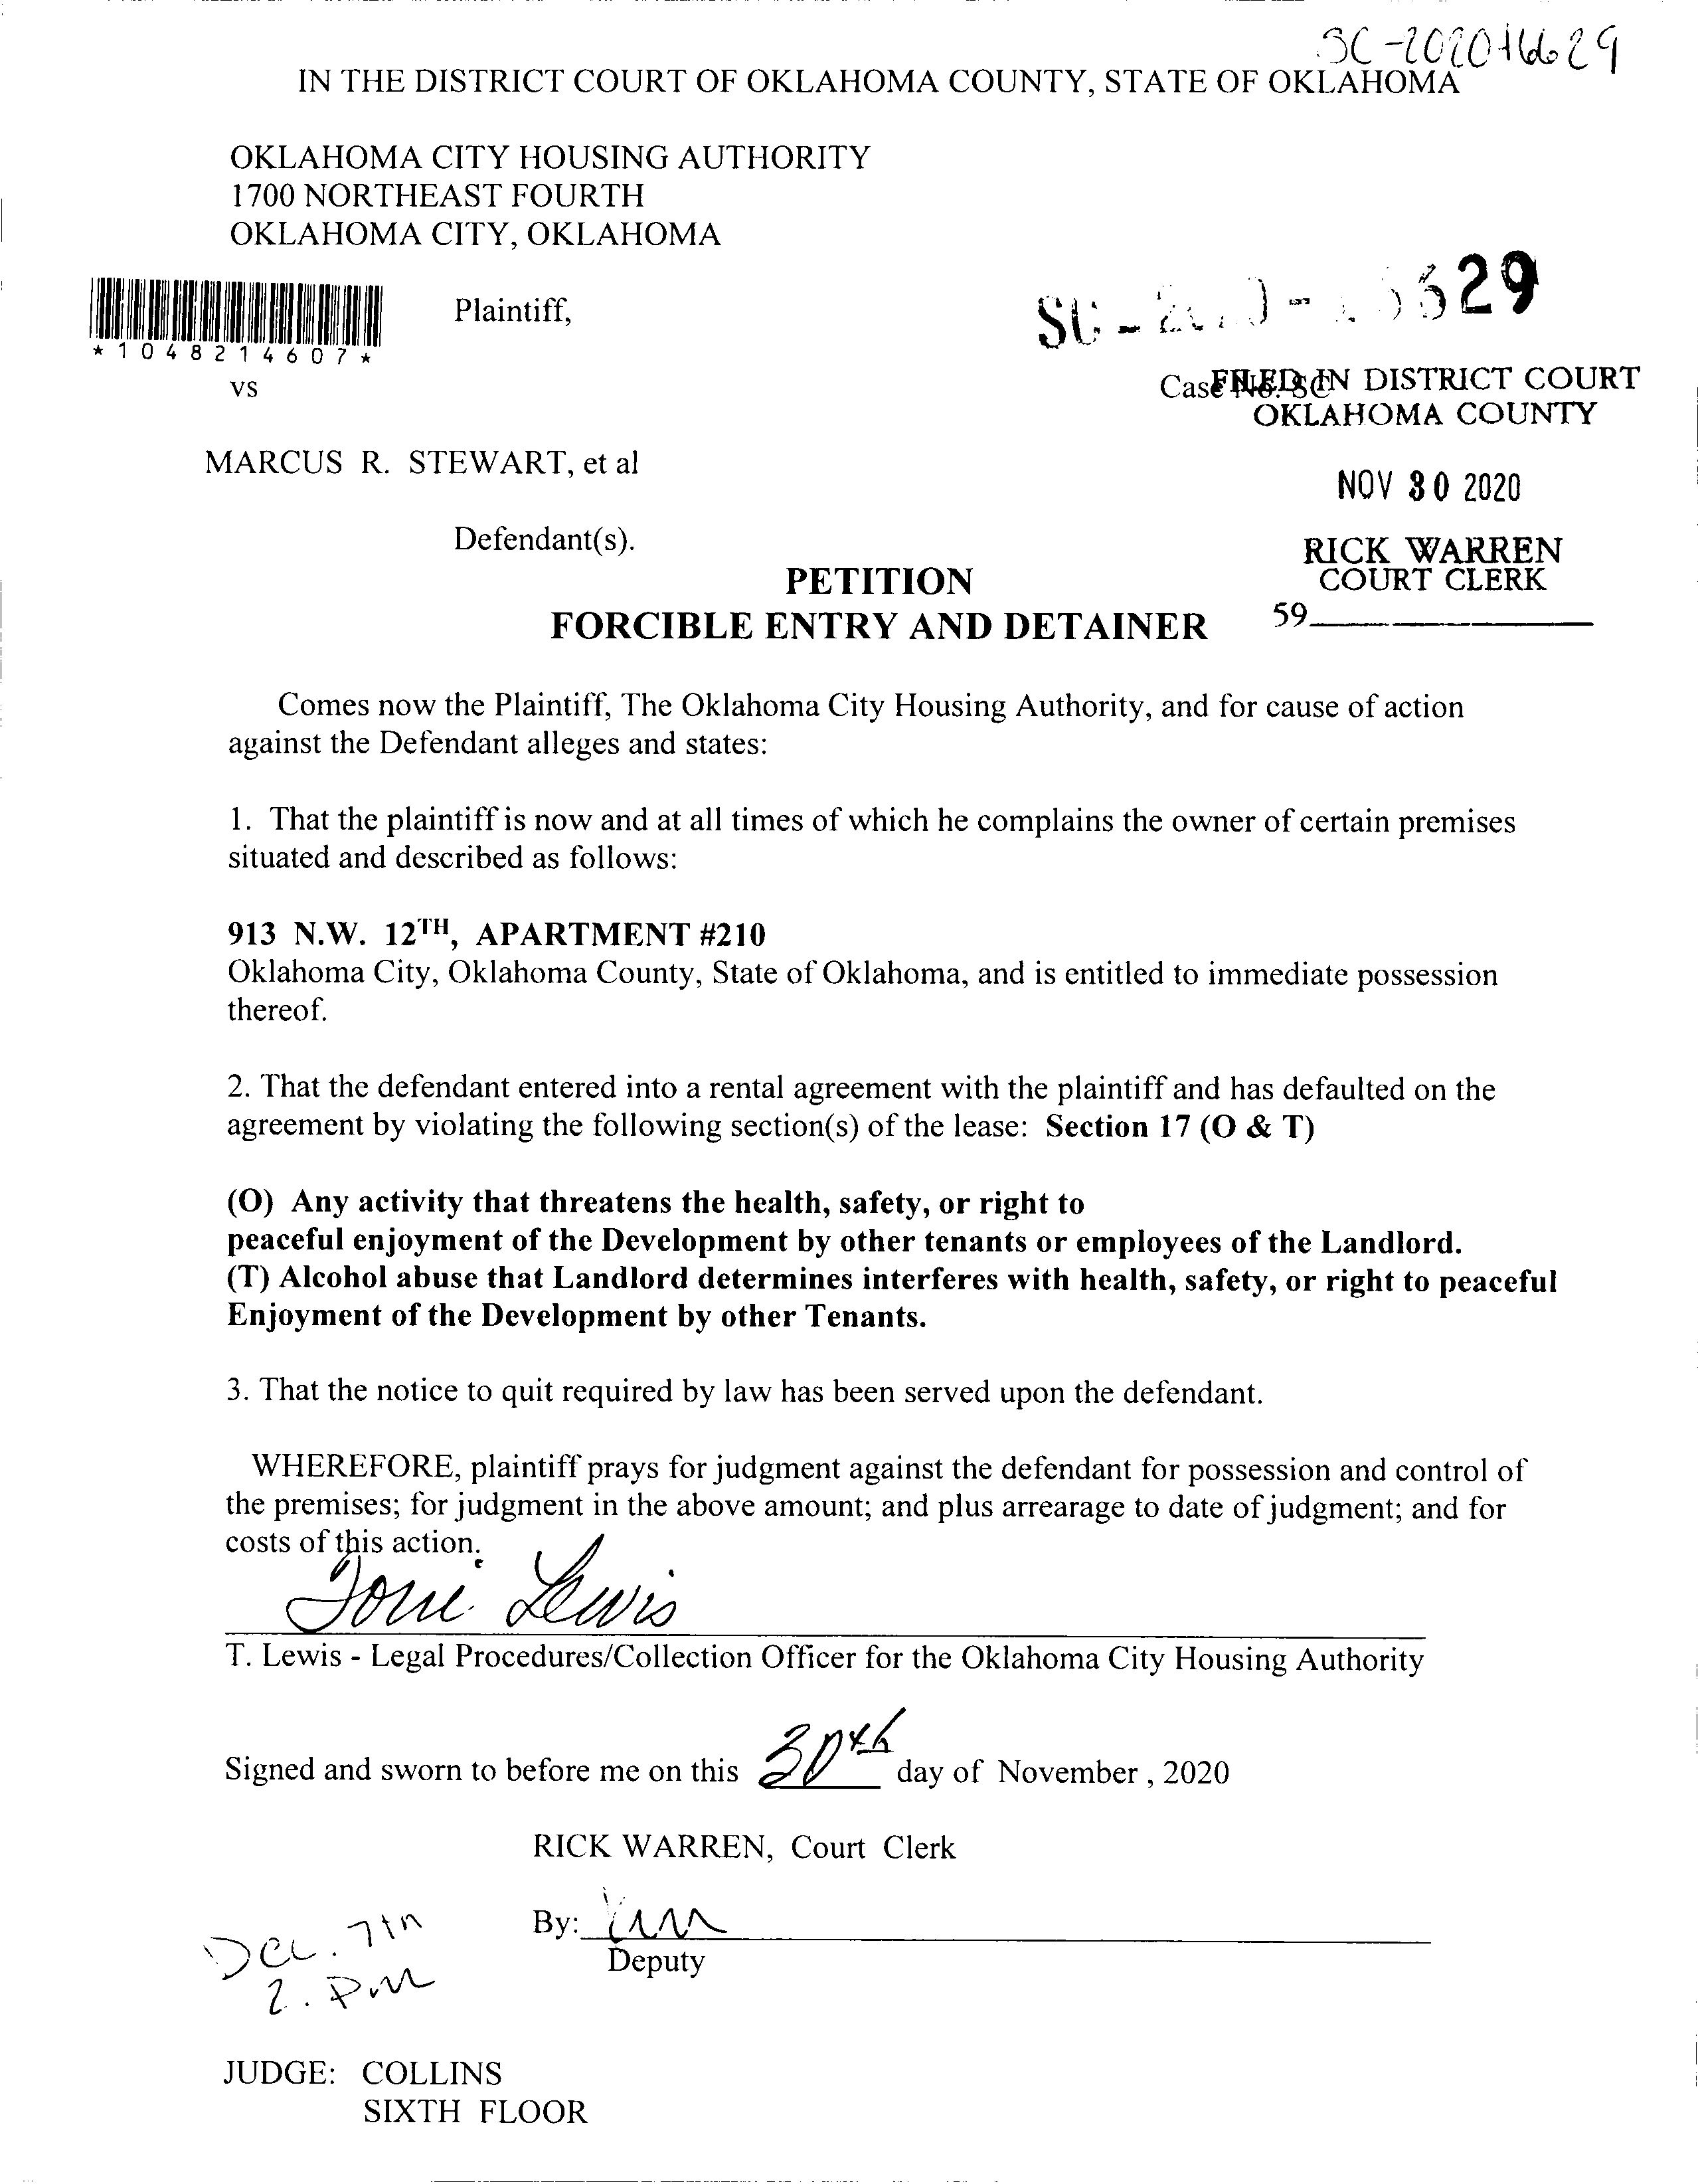 SC-202016629
IN THE DISTRICT COURT OF OKLAHOMA COUNTY, STATE OF OKLAHOMA
OKLAHOMA CITY HOUSING AUTHORITY
1700 NORTHEAST FOURTH
OKLAHOMA CITY, OKLAHOMA
Plaintiff,
*1048214607*
vs
Case No. SC
FILED IN DISTRICT COURT
OKLAHOMA COUNTY
MARCUS R. STEWART, et al
NOV 30 2020
Defendant(s).
RICK WARREN
COURT CLERK
59
PETITION
FORCIBLE ENTRY AND DETAINER
Comes now the Plaintiff, The Oklahoma City Housing Authority, and for cause of action
against the Defendant alleges and states:
1. That the plaintiff is now and at all times of which he complains the owner of certain premises
situated and described as follows:
913 N.W. 12TH, APARTMENT #210
Oklahoma City, Oklahoma County, State of Oklahoma, and is entitled to immediate possession
thereof.
2. That the defendant entered into a rental agreement with the plaintiff and has defaulted on the
agreement by violating the following section(s) of the lease: Section 17 (O & T)
(O) Any activity that threatens the health, safety, or right to
peaceful enjoyment of the Development by other tenants or employees of the Landlord.
(T) Alcohol abuse that Landlord determines interferes with health, safety, or right to peaceful
Enjoyment of the Development by other Tenants.
3. That the notice to quit required by law has been served upon the defendant.
WHEREFORE, plaintiff prays for judgment against the defendant for possession and control of
the premises; for judgment in the above amount; and plus arrearage to date of judgment; and for
costs of this action.
Toni Lewis
T. Lewis - Legal Procedures/Collection Officer for the Oklahoma City Housing Authority
Signed and sworn to before me on this 30th day of November , 2020
RICK WARREN, Court Clerk
By:
Deputy
Dec. 7th
2. pm
JUDGE: COLLINS
SIXTH FLOOR